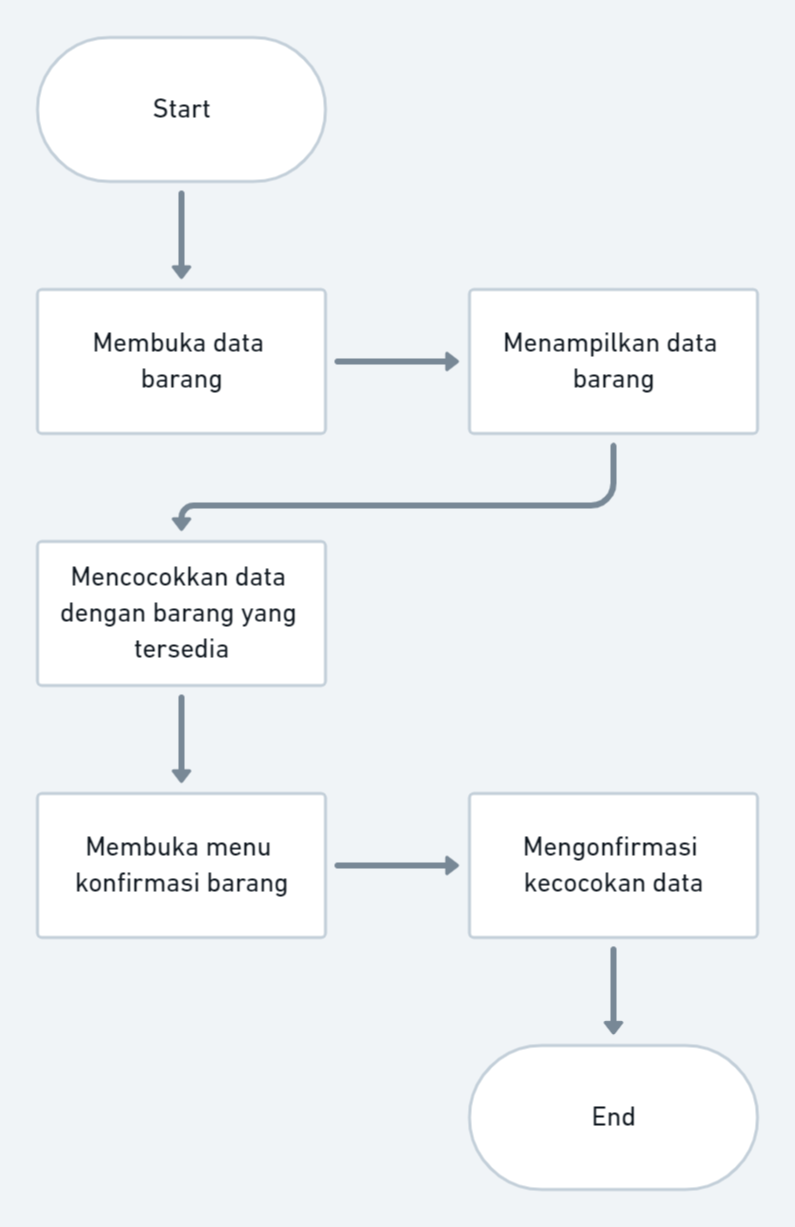 Start
Membuka data
barang
Menampilkan data
barang
Mencocokkan data
dengan barang yang
tersedia
Membuka menu
konfirmasi barang
Mengonfirmasi
kecocokan data
End